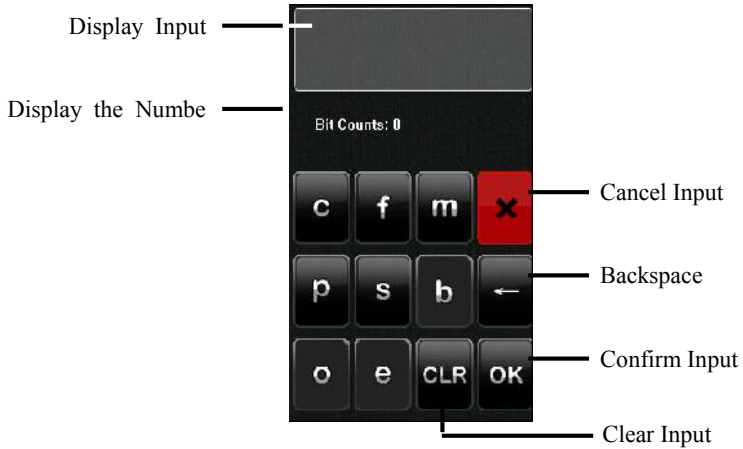 Display Input
Display the Numbe
Bit Counts: 0
c f m × Cancel Input
p s b ← Backspace
o e CLR OK Confirm Input
Clear Input